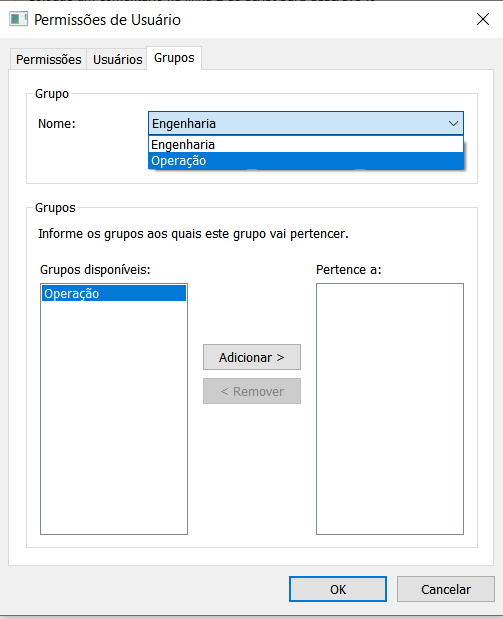 Permissões de Usuário
Permissões Usuários Grupos
Grupo
Nome: Engenharia
Engenharia
Operação
Grupos
Informe os grupos aos quais este grupo vai pertencer.
Grupos disponíveis: Pertence a:
Operação
Adicionar >
< Remover
OK Cancelar